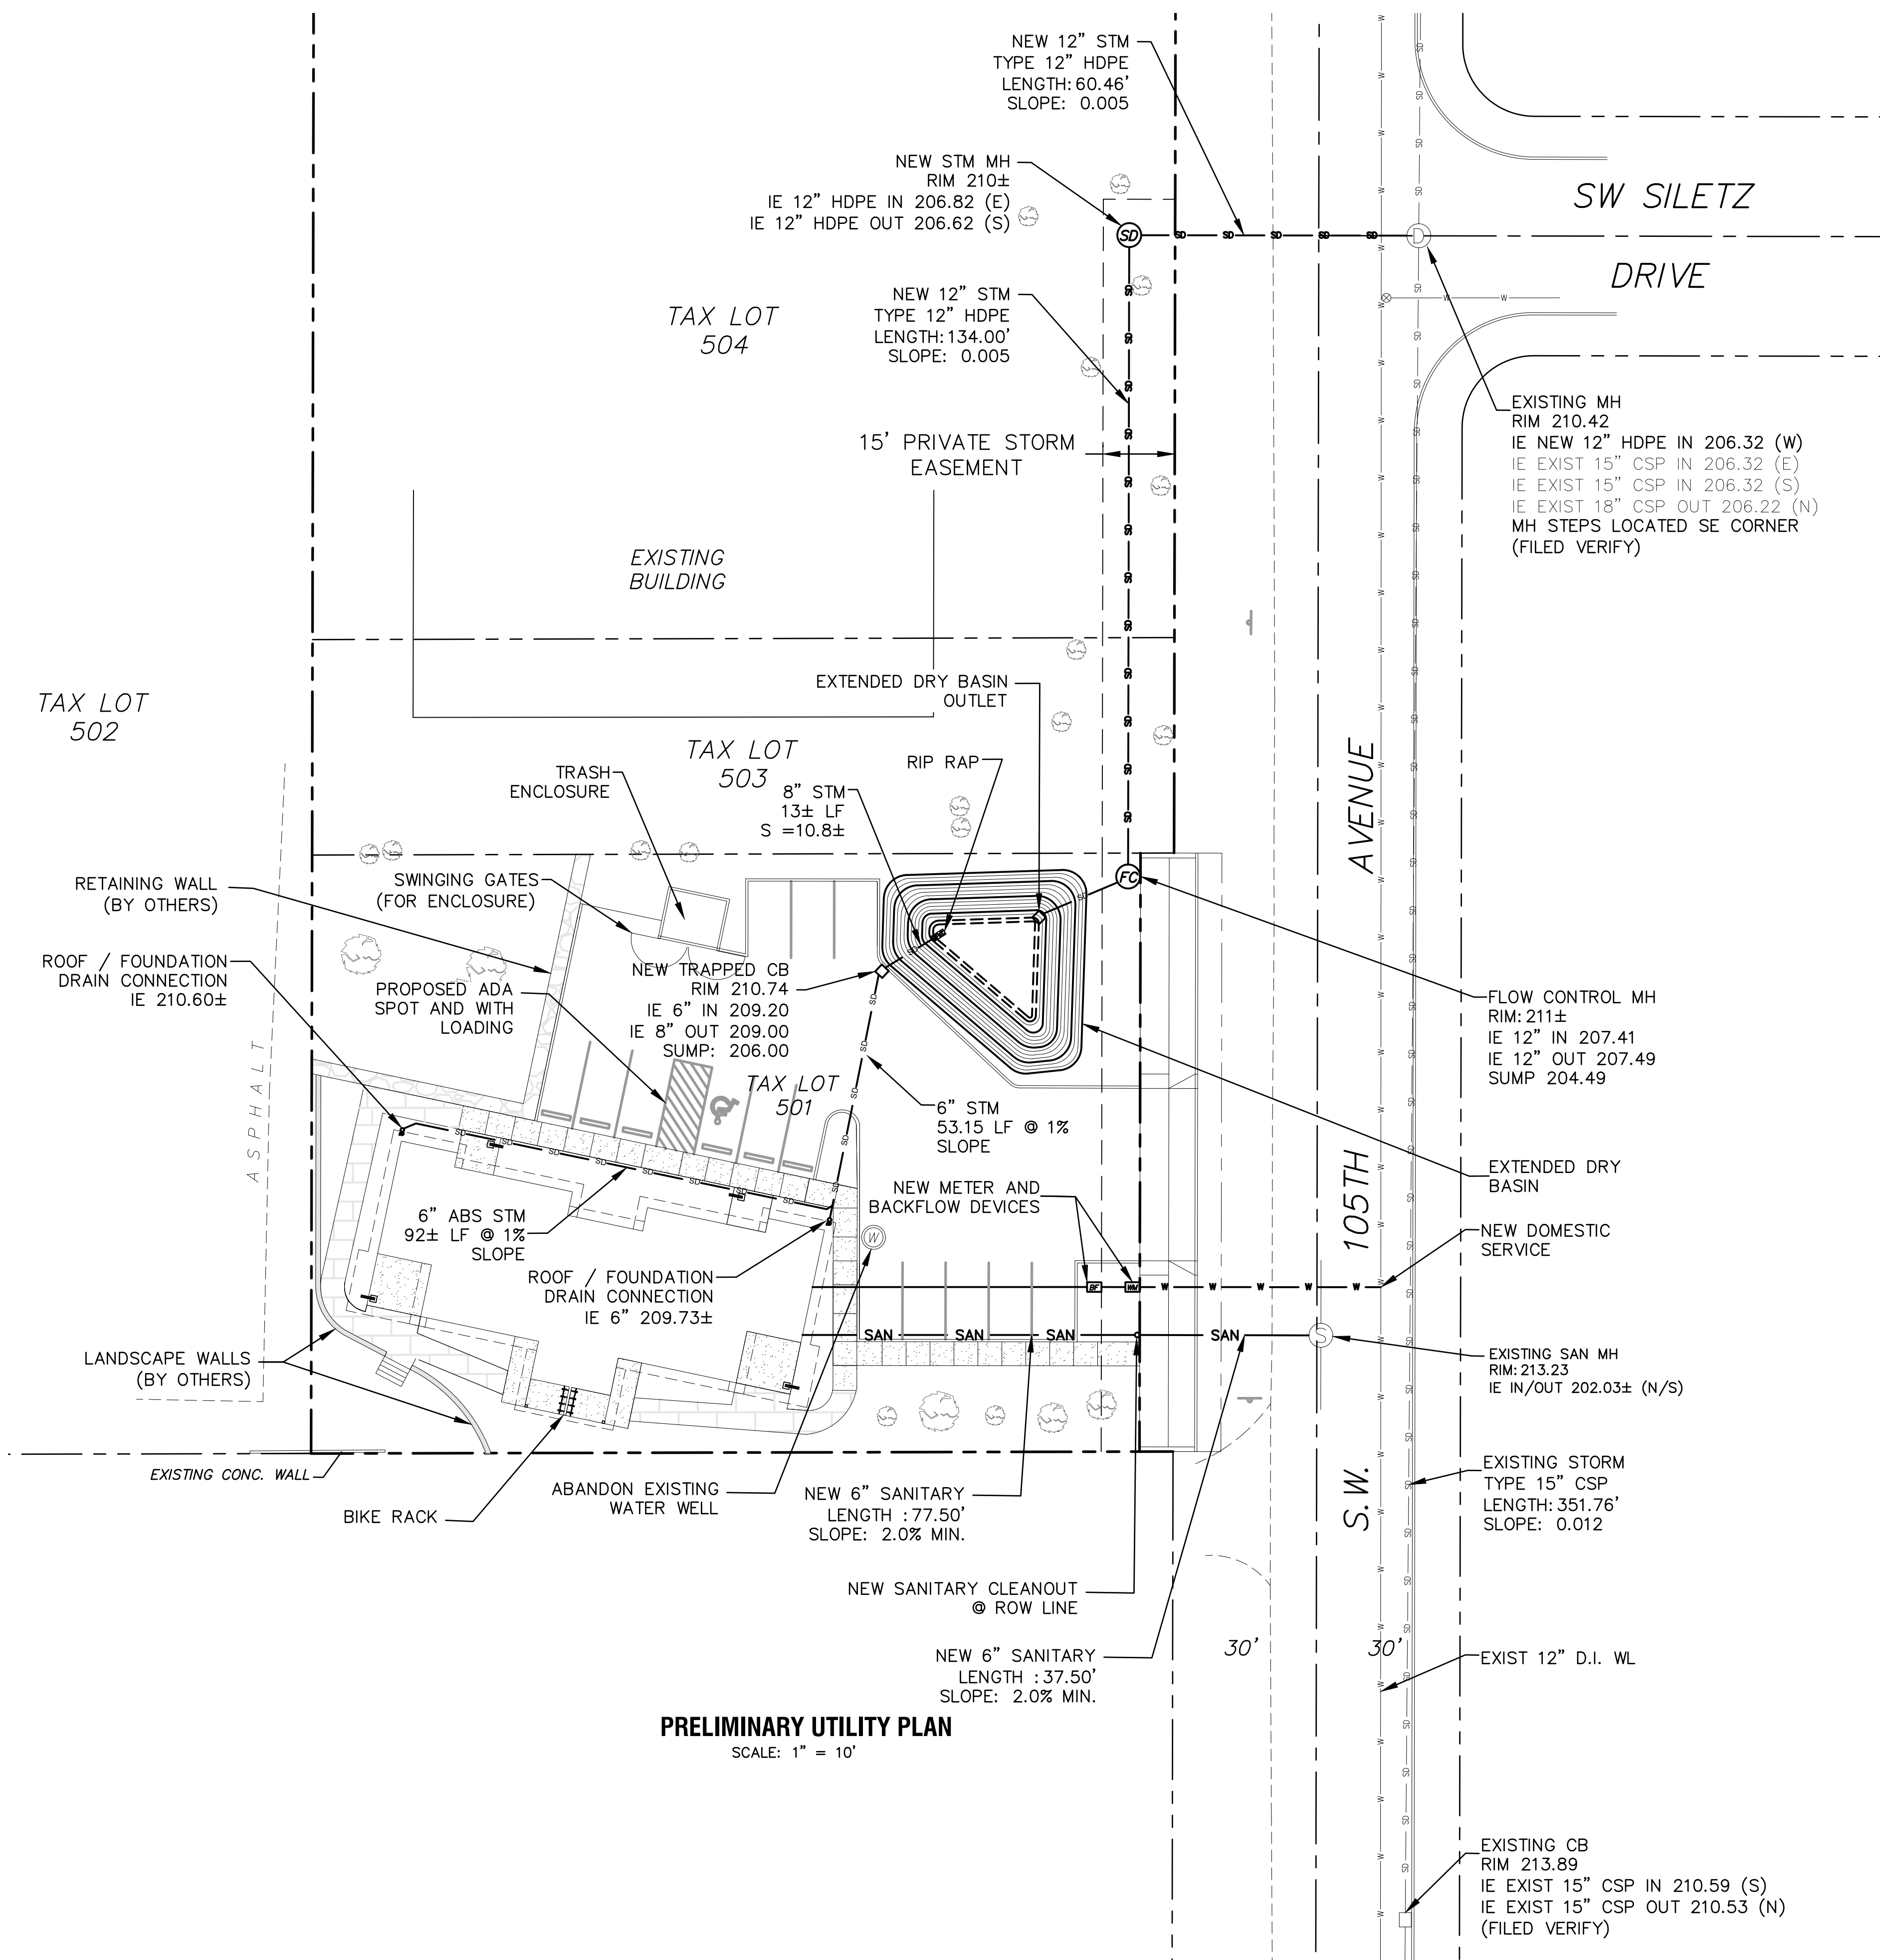 NEW 12" STM
TYPE 12" HDPE
LENGTH: 60.46'
SLOPE: 0.005
NEW STM MH
RIM 210±
IE 12" HDPE IN 206.82 (E)
IE 12" HDPE OUT 206.62 (S)
SD
SD SD SD SD SD
D
SW SILETZ
DRIVE
NEW 12" STM
TYPE 12" HDPE
LENGTH: 134.00'
SLOPE: 0.005
TAX LOT
504
15' PRIVATE STORM
EASEMENT
EXISTING MH
RIM 210.42
IE NEW 12" HDPE IN 206.32 (W)
IE EXIST 15" CSP IN 206.32 (E)
IE EXIST 15" CSP IN 206.32 (S)
IE EXIST 18" CSP OUT 206.22 (N)
MH STEPS LOCATED SE CORNER
(FILED VERIFY)
EXISTING
BUILDING
TAX LOT
502
EXTENDED DRY BASIN
OUTLET
TAX LOT
503
RIP RAP
TRASH
ENCLOSURE
8" STM
13± LF
S =10.8±
RETAINING WALL
(BY OTHERS)
SWINGING GATES
(FOR ENCLOSURE)
FC
ROOF / FOUNDATION
DRAIN CONNECTION
IE 210.60±
PROPOSED ADA
SPOT AND WITH
LOADING
NEW TRAPPED CB
RIM 210.74
IE 6" IN 209.20
IE 8" OUT 209.00
SUMP: 206.00
FLOW CONTROL MH
RIM: 211±
IE 12" IN 207.41
IE 12" OUT 207.49
SUMP 204.49
TAX LOT
501
ASPHALT
6" STM
53.15 LF @ 1%
SLOPE
EXTENDED DRY
BASIN
S.W. 105TH AVENUE
NEW METER AND
BACKFLOW DEVICES
6" ABS STM
92± LF @ 1%
SLOPE
W
NEW DOMESTIC
SERVICE
ROOF / FOUNDATION
DRAIN CONNECTION
IE 6" 209.73±
BF WM W W W W W
SAN SAN SAN SAN S
LANDSCAPE WALLS
(BY OTHERS)
EXISTING SAN MH
RIM: 213.23
IE IN/OUT 202.03± (N/S)
EXISTING CONC. WALL
BIKE RACK
ABANDON EXISTING
WATER WELL
NEW 6" SANITARY
LENGTH : 77.50'
SLOPE: 2.0% MIN.
EXISTING STORM
TYPE 15" CSP
LENGTH: 351.76'
SLOPE: 0.012
NEW SANITARY CLEANOUT
@ ROW LINE
NEW 6" SANITARY
LENGTH : 37.50'
SLOPE: 2.0% MIN.
30' 30'
EXIST 12" D.I. WL
PRELIMINARY UTILITY PLAN
SCALE: 1" = 10'
EXISTING CB
RIM 213.89
IE EXIST 15" CSP IN 210.59 (S)
IE EXIST 15" CSP OUT 210.53 (N)
(FILED VERIFY)